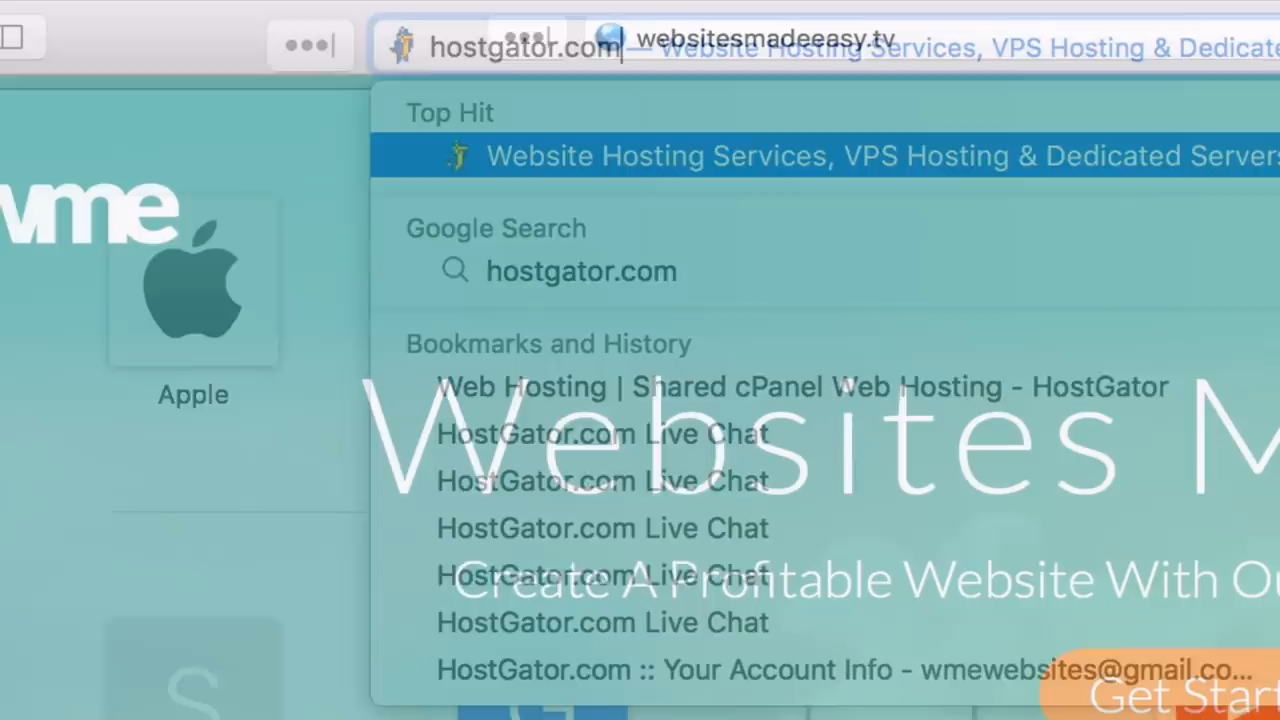 hostgator.com — Website Hosting Services, VPS Hosting & Dedicate
websitesmadeeasy.tv
Top Hit
Website Hosting Services, VPS Hosting & Dedicated Servers
wme
Google Search
hostgator.com
Bookmarks and History
Apple
Web Hosting | Shared cPanel Web Hosting - HostGator
HostGator.com Live Chat
Websites M
HostGator.com Live Chat
HostGator.com Live Chat
HostGator.com Live Chat
Create A Profitable Website With Ou
HostGator.com Live Chat
HostGator.com :: Your Account Info - wmewebsites@gmail.co...
Get Start
S
G